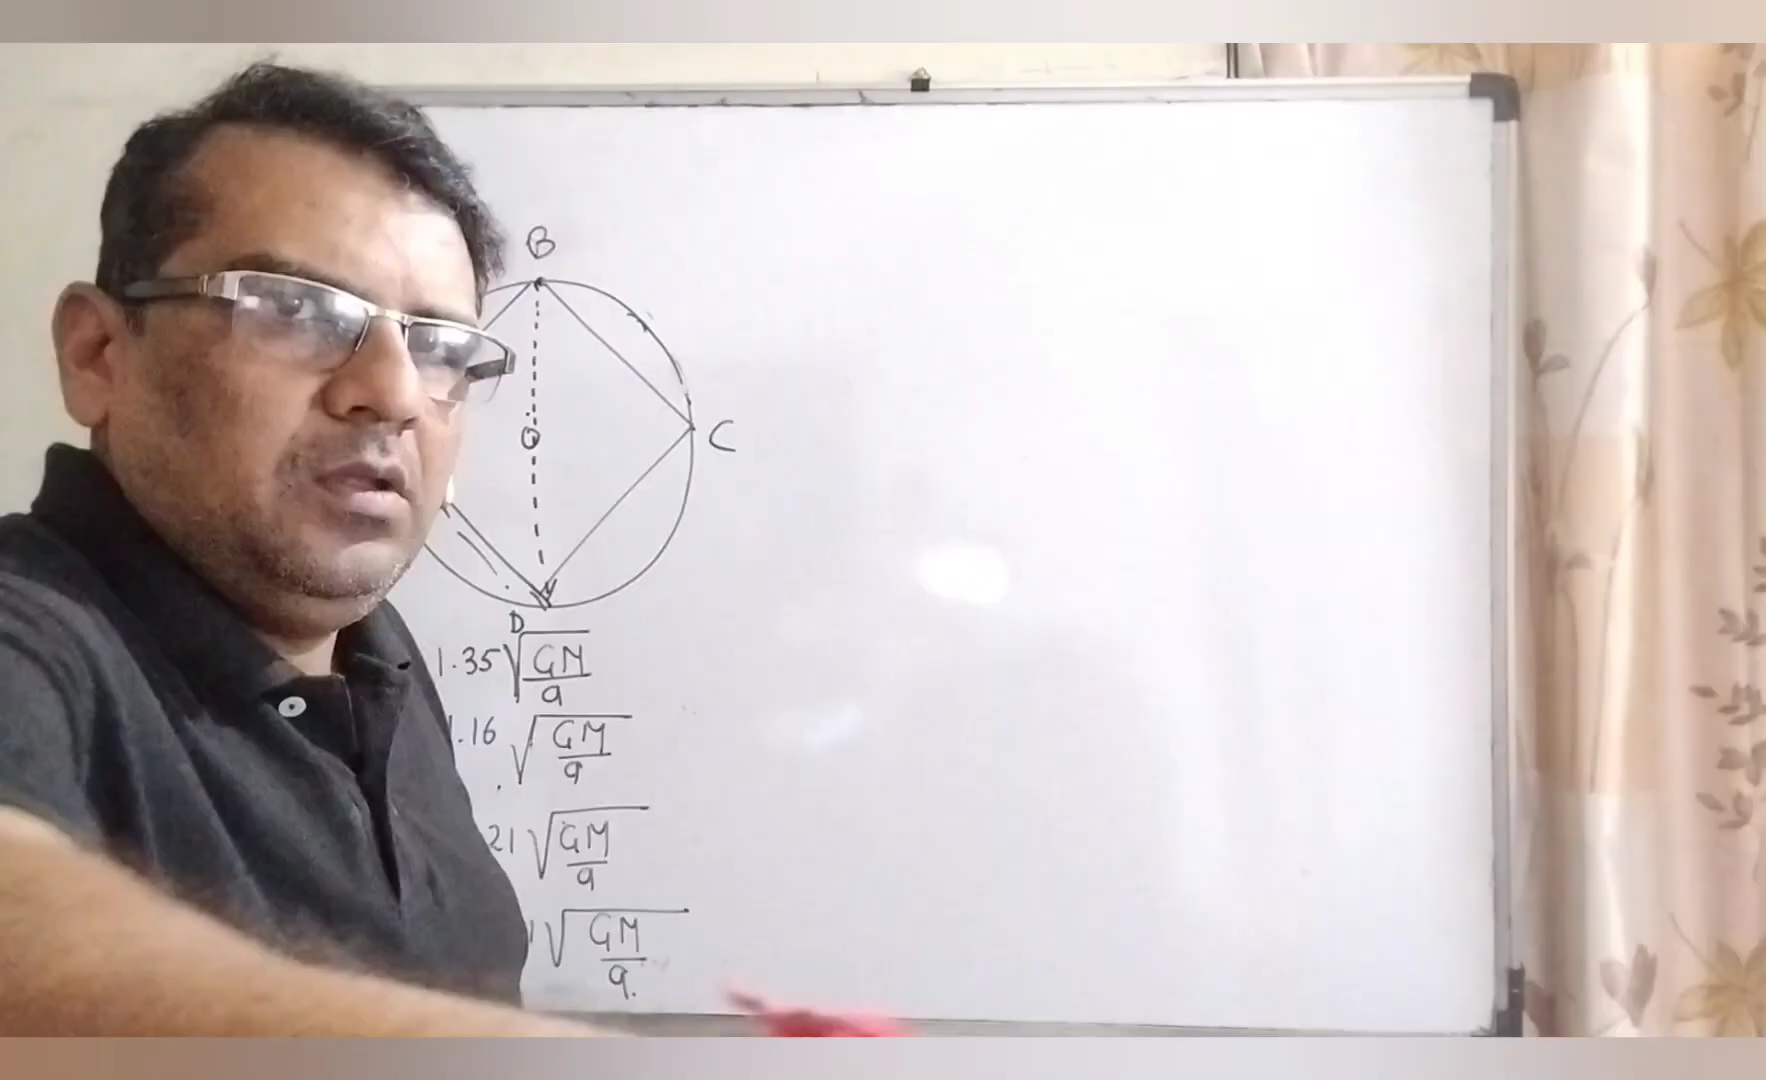 B
O
C
D
1.35 √(GM/a)
.16 √(GM/a)
21 √(GM/a)
√(GM/a).